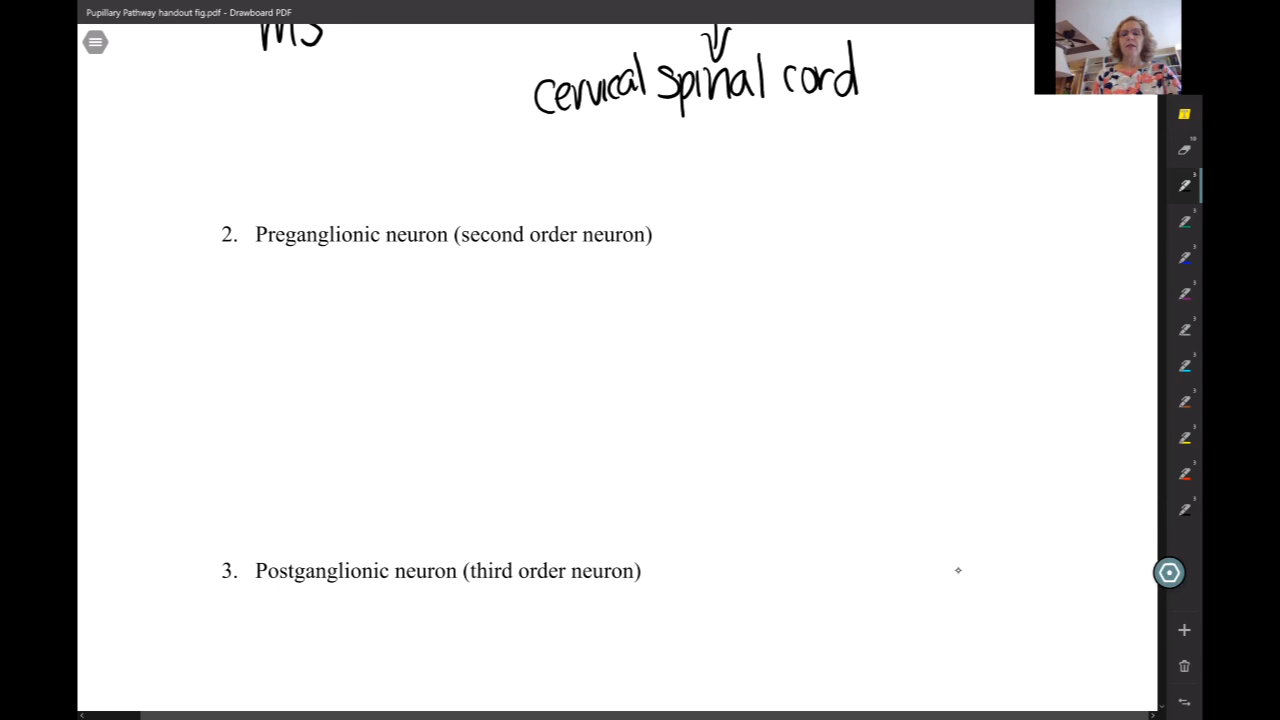 Pupillary Pathway handout fig.pdf - Drawboard PDF
MS
cervical spinal cord
2. Preganglionic neuron (second order neuron)
3. Postganglionic neuron (third order neuron)